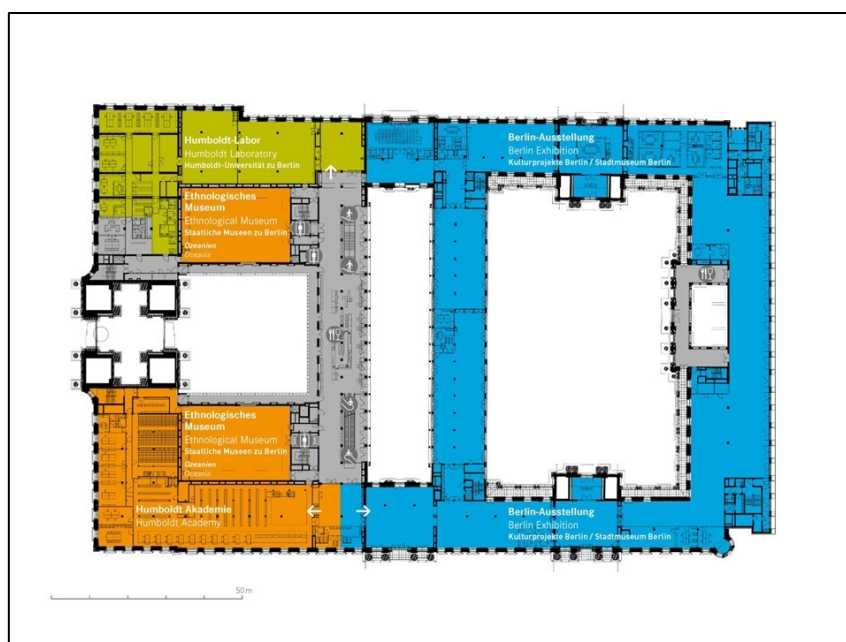 Humboldt-Labor
Humboldt Laboratory
Humboldt-Universität zu Berlin
Berlin-Ausstellung
Berlin Exhibition
Kulturprojekte Berlin / Stadtmuseum Berlin
Ethnologisches
Museum
Ethnological Museum
Staatliche Museen zu Berlin
Ozeanien
Oceania
Ethnologisches
Museum
Ethnological Museum
Staatliche Museen zu Berlin
Ozeanien
Oceania
Humboldt Akademie
Humboldt Academy
Berlin-Ausstellung
Berlin Exhibition
Kulturprojekte Berlin / Stadtmuseum Berlin
50m